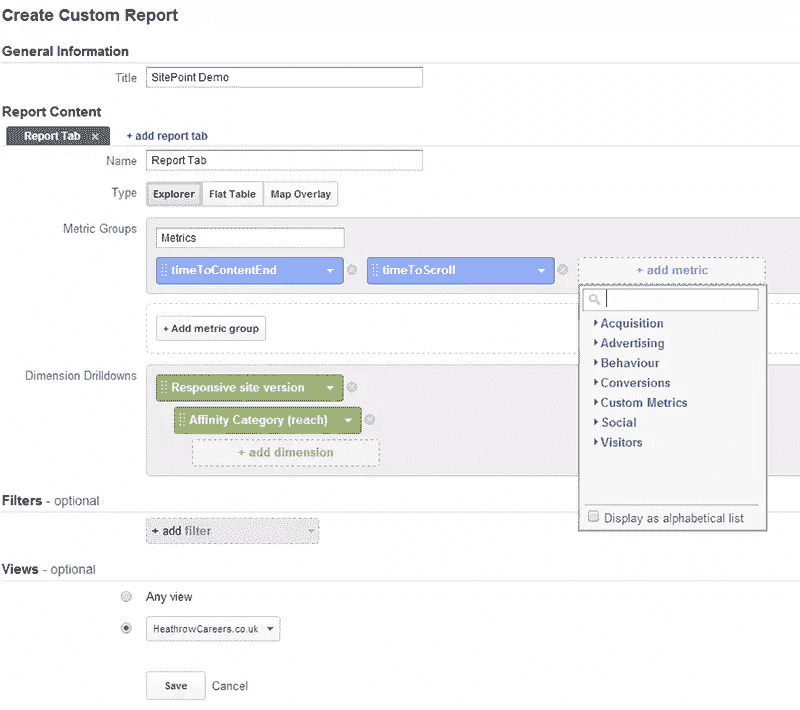 Create Custom Report
General Information
Title SitePoint Demo
Report Content
Report Tab × + add report tab
Name Report Tab
Type Explorer Flat Table Map Overlay
Metric Groups
Metrics
timeToContentEnd timeToScroll + add metric
Acquisition
Advertising
Behaviour
Conversions
Custom Metrics
Social
Visitors
Display as alphabetical list
+ Add metric group
Dimension Drilldowns
Responsive site version
Affinity Category (reach)
+ add dimension
Filters - optional
+ add filter
Views - optional
Any view
HeathrowCareers.co.uk
Save Cancel